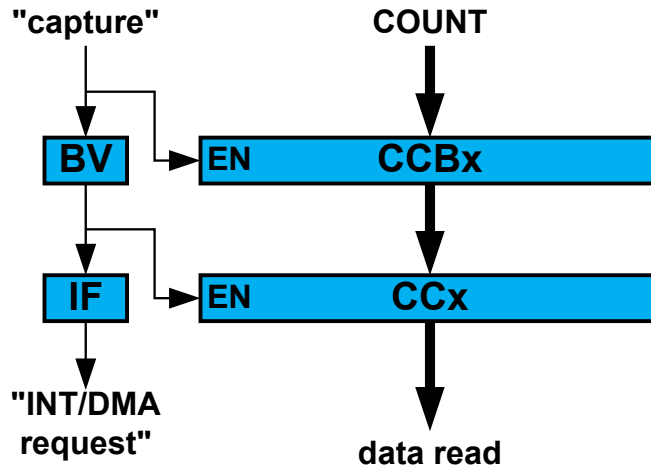 "capture"
COUNT
BV
EN
CCBx
IF
EN
CCx
"INT/DMA
request"
data read